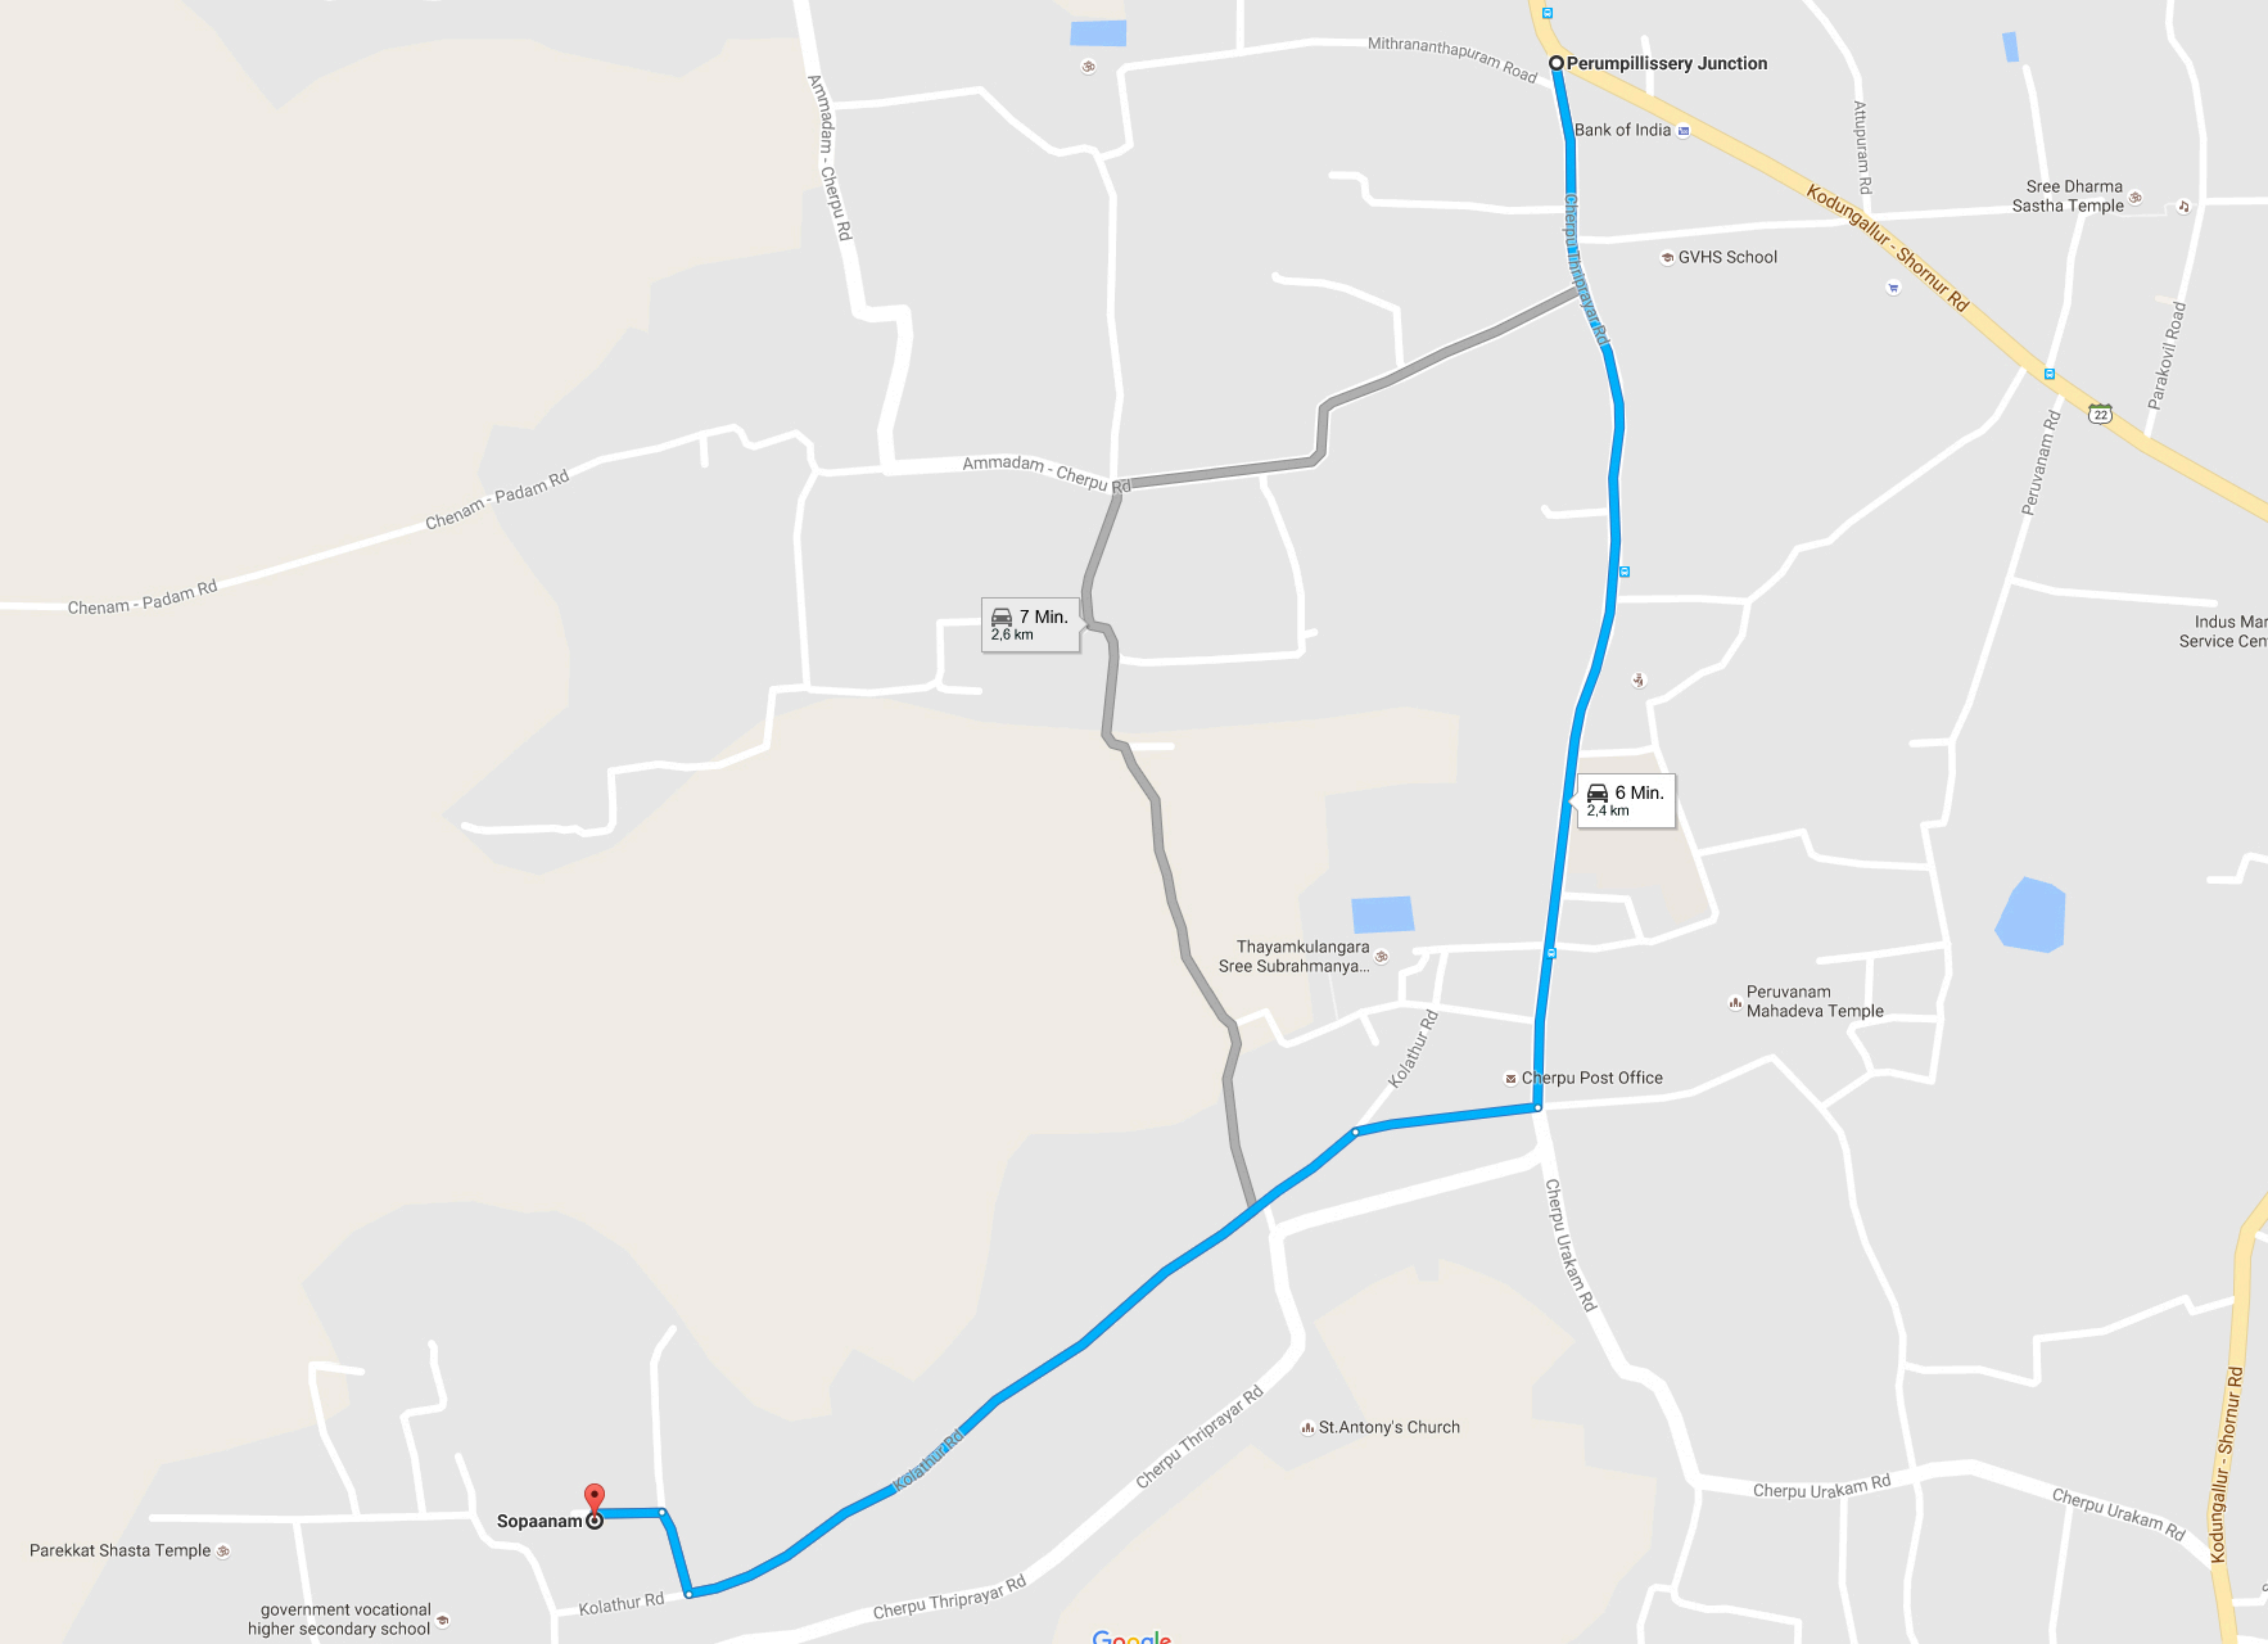 Mithrananthapuram Road
Perumpillissery Junction
Ammadam - Cherpu Rd
Bank of India
Attupuram Rd
Kodungallur - Shornur Rd
Sree Dharma
Sastha Temple
Cherpu Thriprayar Rd
GVHS School
Parakovil Road
22
Peruvanam Rd
Ammadam - Cherpu Rd
Chenam - Padam Rd
Chenam - Padam Rd
7 Min.
2,6 km
Indus Mar
Service Cen
6 Min.
2,4 km
Thayamkulangara
Sree Subrahmanya...
Peruvanam
Mahadeva Temple
Kolathur Rd
Cherpu Post Office
Cherpu Urakam Rd
Cherpu Thriprayar Rd
St.Antony's Church
Kolathur Rd
Kodungallur - Shornur Rd
Cherpu Urakam Rd
Cherpu Urakam Rd
Sopaanam
Parekkat Shasta Temple
Kolathur Rd
Cherpu Thriprayar Rd
government vocational
higher secondary school
Google